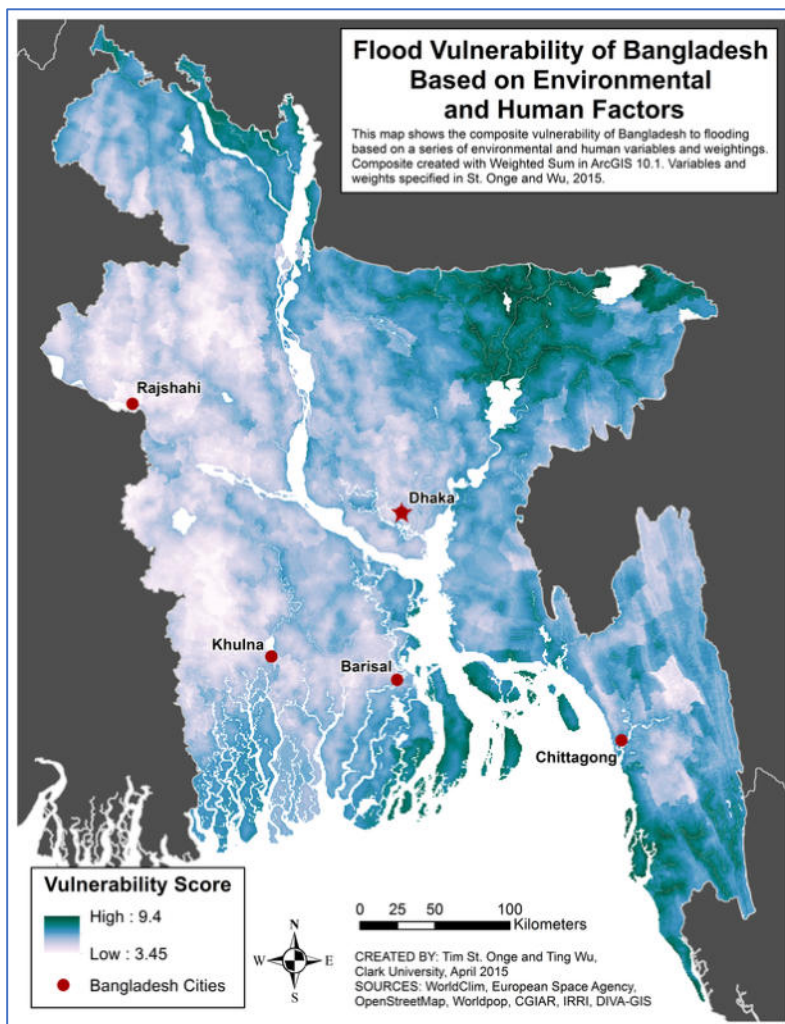 Flood Vulnerability of Bangladesh
Based on Environmental
and Human Factors
This map shows the composite vulnerability of Bangladesh to flooding
based on a series of environmental and human variables and weightings.
Composite created with Weighted Sum in ArcGIS 10.1. Variables and
weights specified in St. Onge and Wu, 2015.
Rajshahi
Dhaka
Khulna
Barisal
Chittagong
Vulnerability Score
High : 9.4
Low : 3.45
Bangladesh Cities
N
W E
S
0 25 50 100
Kilometers
CREATED BY: Tim St. Onge and Ting Wu,
Clark University, April 2015
SOURCES: WorldClim, European Space Agency,
OpenStreetMap, Worldpop, CGIAR, IRRI, DIVA-GIS